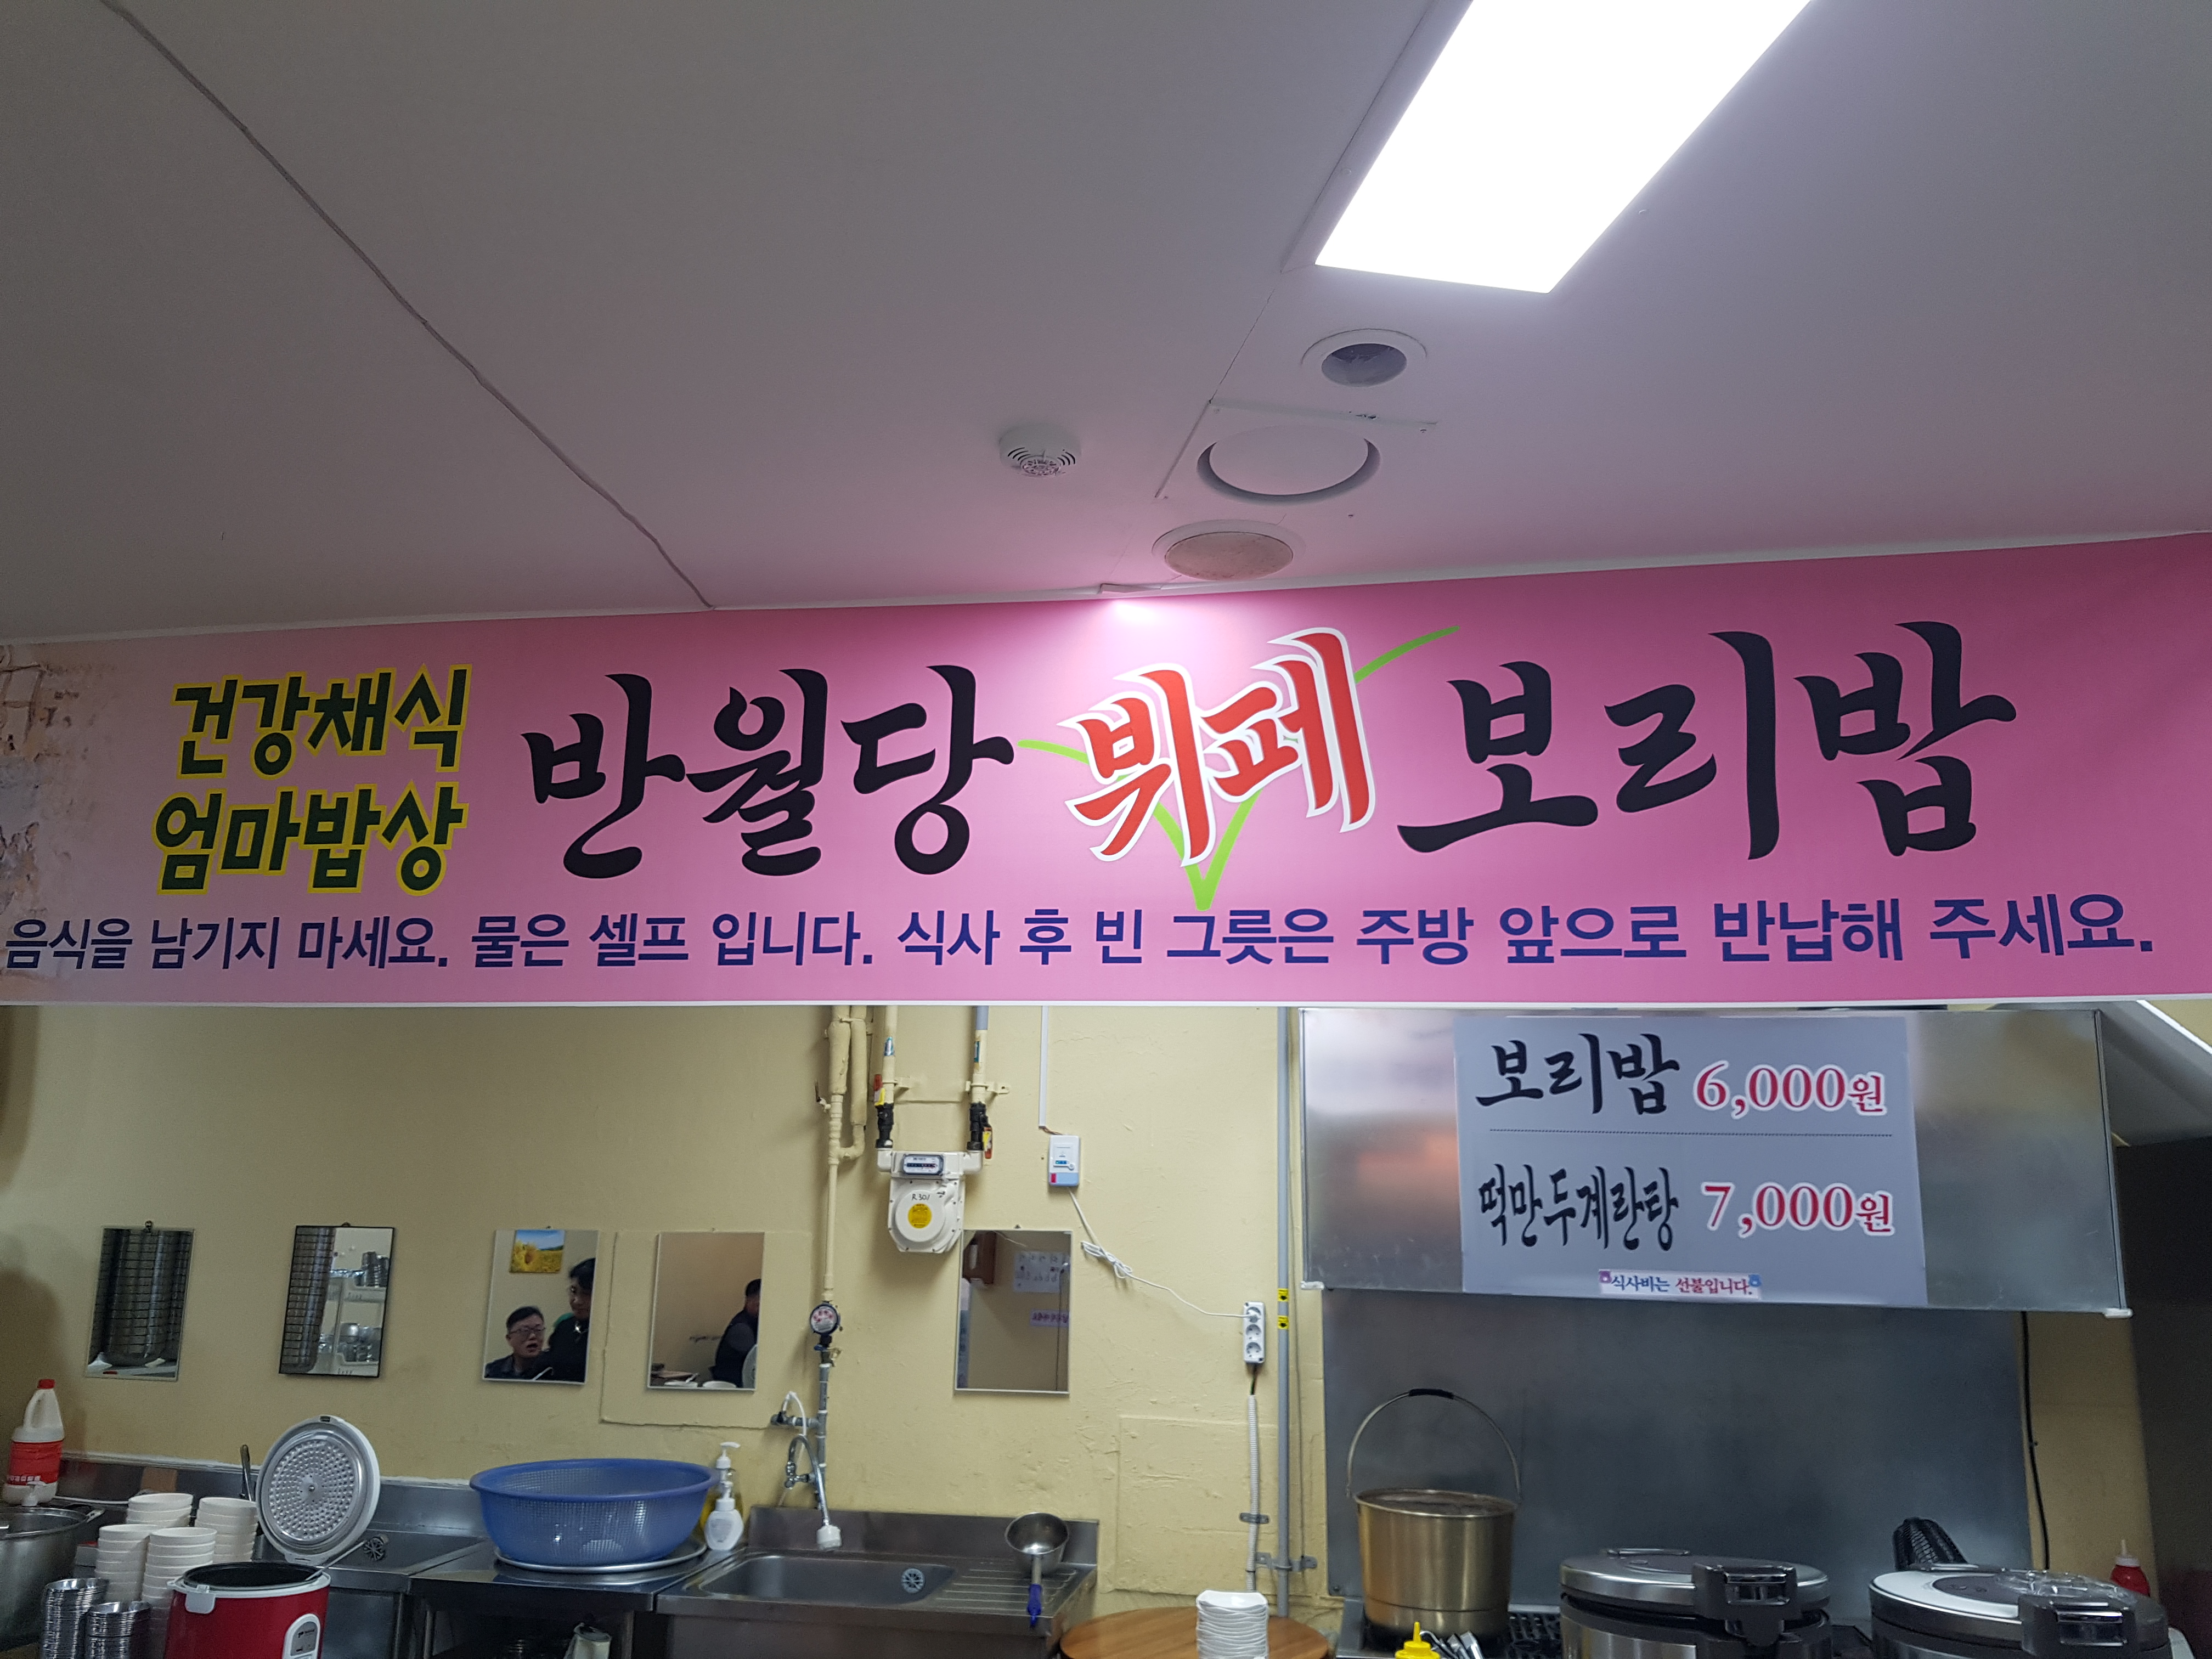 건강채식
엄마밥상
반월당 뷔페 보리밥
음식을 남기지 마세요. 물은 셀프 입니다. 식사 후 빈 그릇은 주방 앞으로 반납해 주세요.
보리밥 6,000원
떡만두계란탕 7,000원
식사비는 선불입니다.
R 301